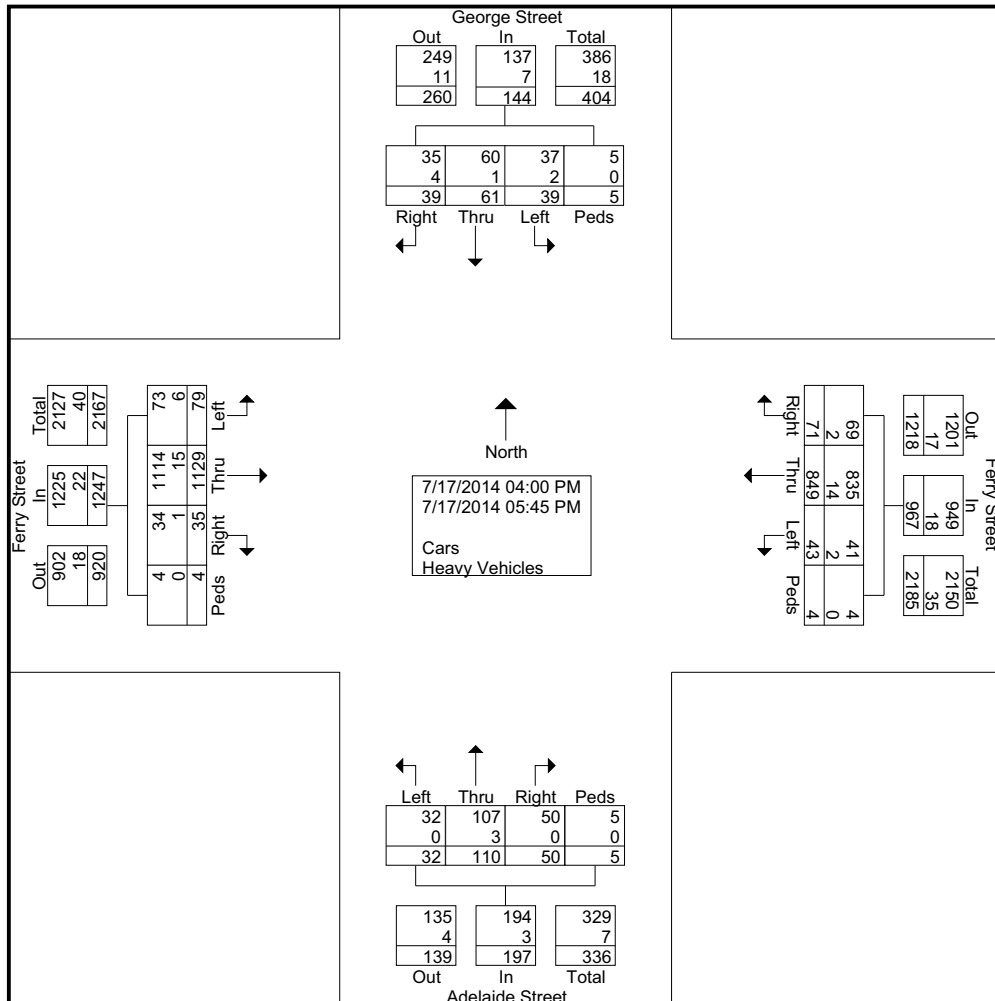 George Street
Out In Total
249 137 386
11 7 18
260 144 404
35 60 37 5
4 1 2 0
39 61 39 5
Right Thru Left Peds
Ferry Street
Total In Out
2127 1225 902
40 22 18
2167 1247 920
73 1114 34 4
6 15 1 0
79 1129 35 4
Left Thru Right Peds
North
7/17/2014 04:00 PM
7/17/2014 05:45 PM
Cars
Heavy Vehicles
Ferry Street
Out In Total
1201 949 2150
17 18 35
1218 967 2185
69 835 41 4
2 14 2 0
71 849 43 4
Right Thru Left Peds
Left Thru Right Peds
32 107 50 5
0 3 0 0
32 110 50 5
135 194 329
4 3 7
139 197 336
Out In Total
Adelaide Street